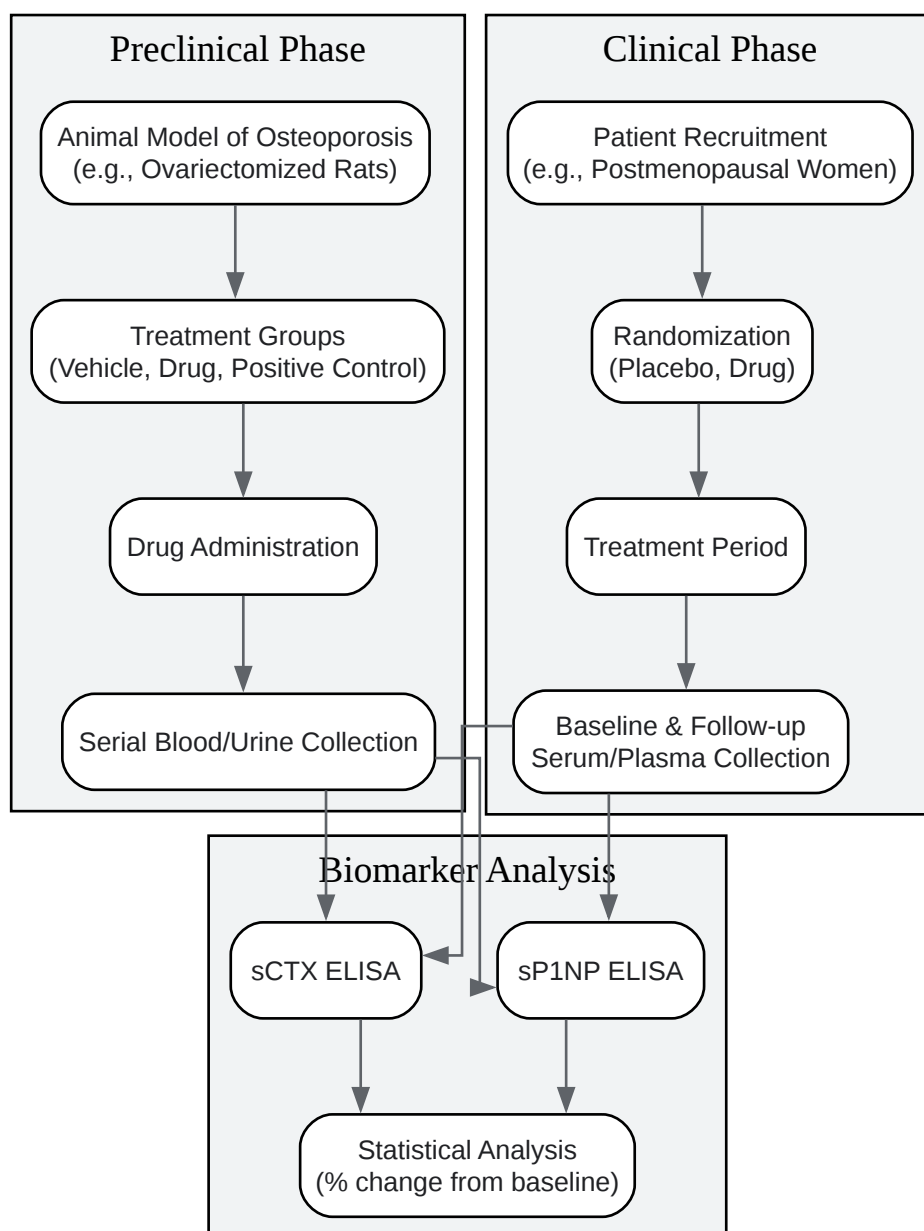 Preclinical Phase
Animal Model of Osteoporosis
(e.g., Ovariectomized Rats)
Treatment Groups
(Vehicle, Drug, Positive Control)
Drug Administration
Serial Blood/Urine Collection
Clinical Phase
Patient Recruitment
(e.g., Postmenopausal Women)
Randomization
(Placebo, Drug)
Treatment Period
Baseline & Follow-up
Serum/Plasma Collection
Biomarker Analysis
sCTX ELISA
sP1NP ELISA
Statistical Analysis
(% change from baseline)